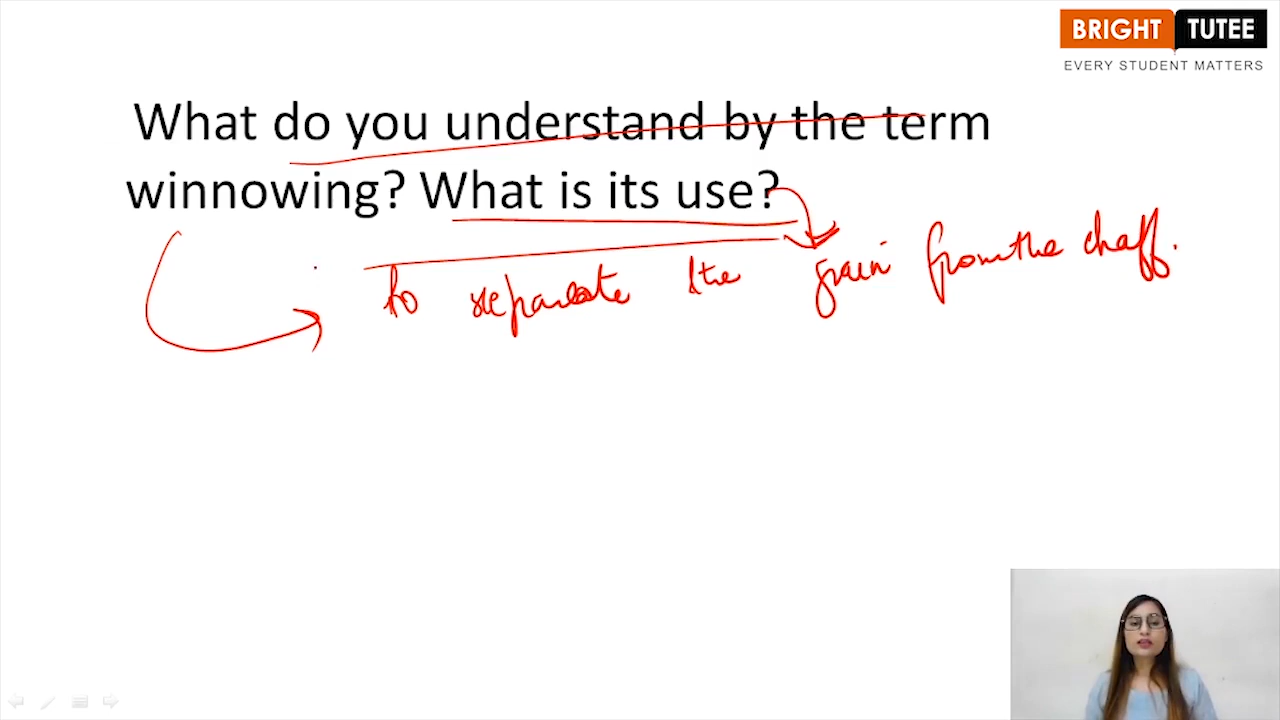 BRIGHT TUTEE
EVERY STUDENT MATTERS
What do you understand by the term
winnowing? What is its use?
to separate the grain from the chaff.